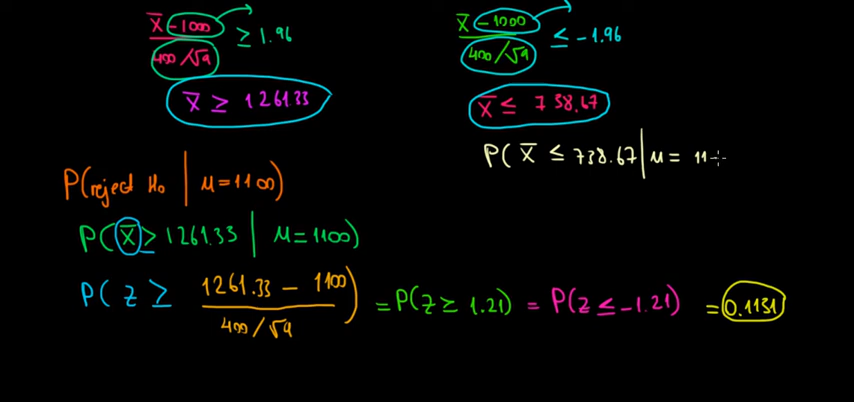 X̄ - 1000 / 400/√9 ≥ 1.96
X̄ - 1000 / 400/√9 ≤ -1.96
X̄ ≥ 1261.33
X̄ ≤ 738.67
P( X̄ ≤ 738.67 | μ = 11
P(reject H₀ | μ = 1100)
P( X̄ ≥ 1261.33 | μ = 1100)
P( Z ≥ 1261.33 - 1100 / 400/√9 ) = P(Z ≥ 1.21) = P(Z ≤ -1.21) = 0.1131